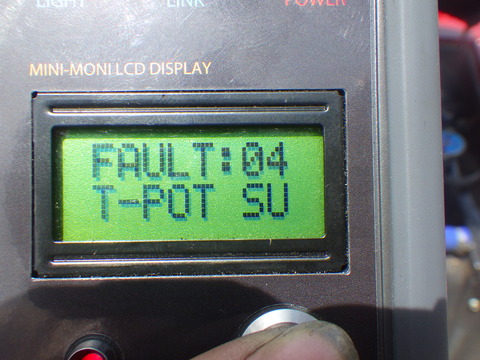 LIGHT LINK POWER
MINI-MONI LCD DISPLAY
FAULT:04
T-POT SU